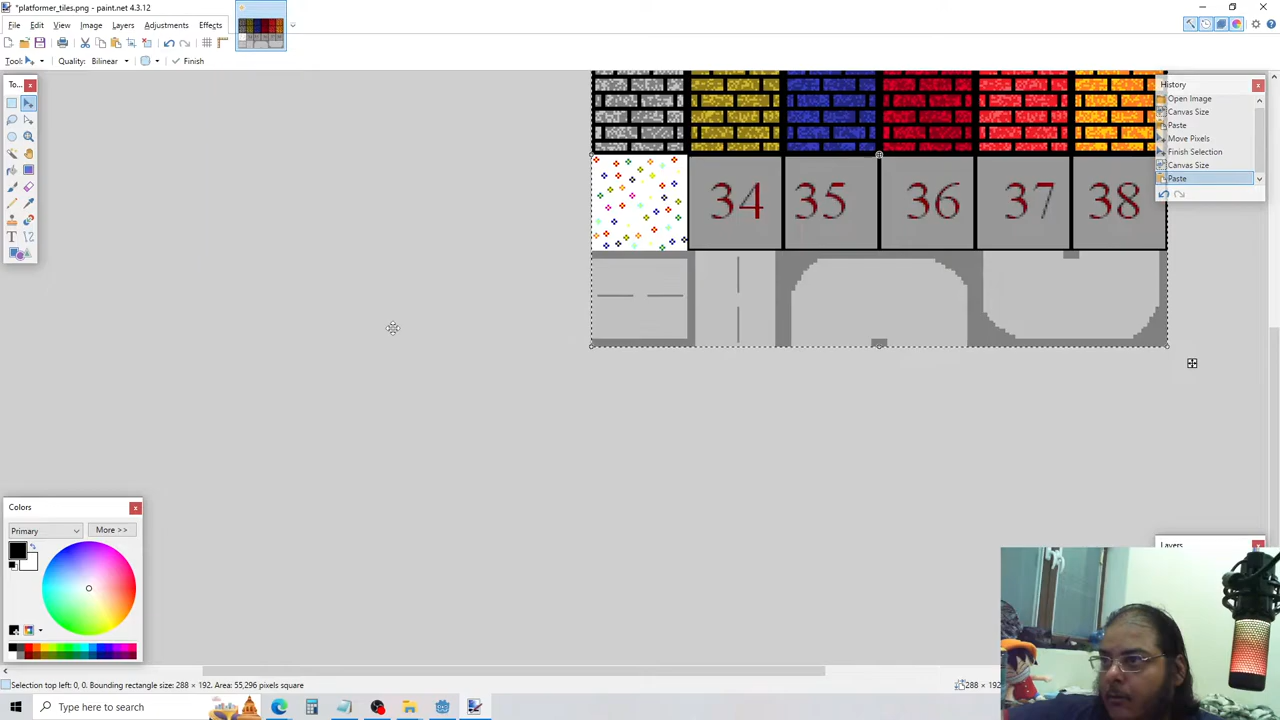 *platformer_tiles.png - paint.net 4.3.12
File Edit View Image Layers Adjustments Effects
Tool: Quality: Bilinear Finish
To...
History
Open Image
Canvas Size
Paste
Move Pixels
Finish Selection
Canvas Size
Paste
34 35 36 37 38
Colors
Primary More >>
Layers
Selection top left: 0, 0. Bounding rectangle size: 288 × 192. Area: 55,296 pixels square
288 × 192
Type here to search